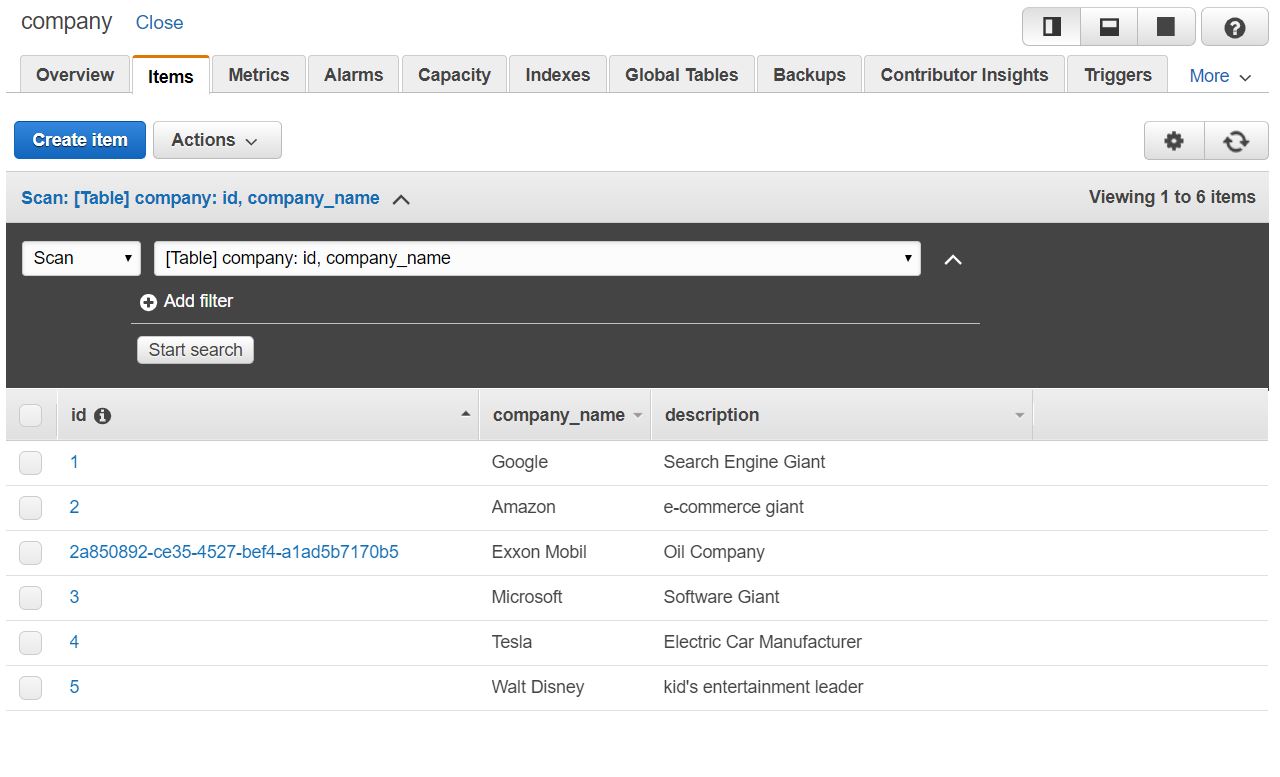 company Close
Overview Items Metrics Alarms Capacity Indexes Global Tables Backups Contributor Insights Triggers More
Create item Actions
Scan: [Table] company: id, company_name Viewing 1 to 6 items
Scan [Table] company: id, company_name
Add filter
Start search
id company_name description
1 Google Search Engine Giant
2 Amazon e-commerce giant
2a850892-ce35-4527-bef4-a1ad5b7170b5 Exxon Mobil Oil Company
3 Microsoft Software Giant
4 Tesla Electric Car Manufacturer
5 Walt Disney kid's entertainment leader